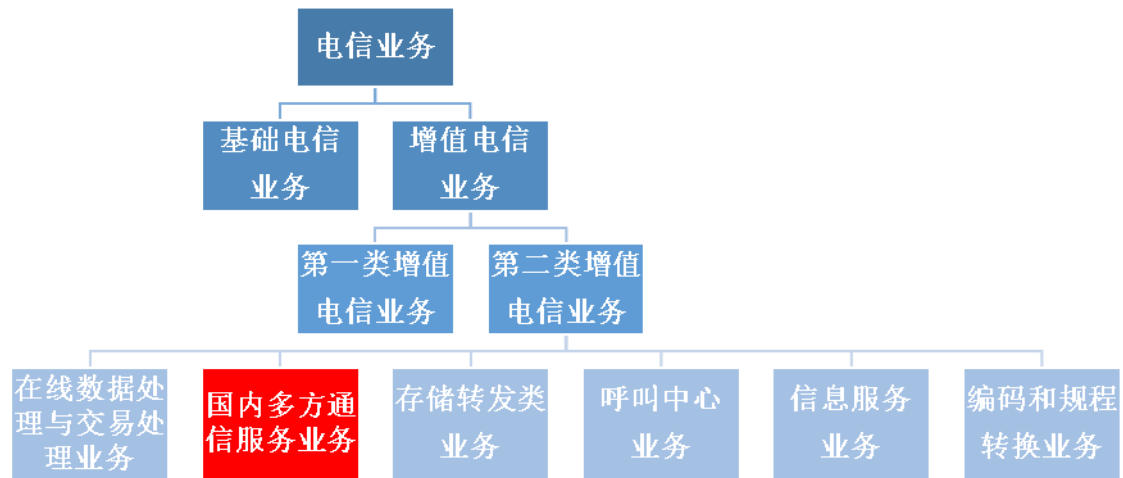 电信业务
基础电信
业务
增值电信
业务
第一类增值
电信业务
第二类增值
电信业务
在线数据处
理与交易处
理业务
国内多方通
信服务业务
存储转发类
业务
呼叫中心
业务
信息服务
业务
编码和规程
转换业务